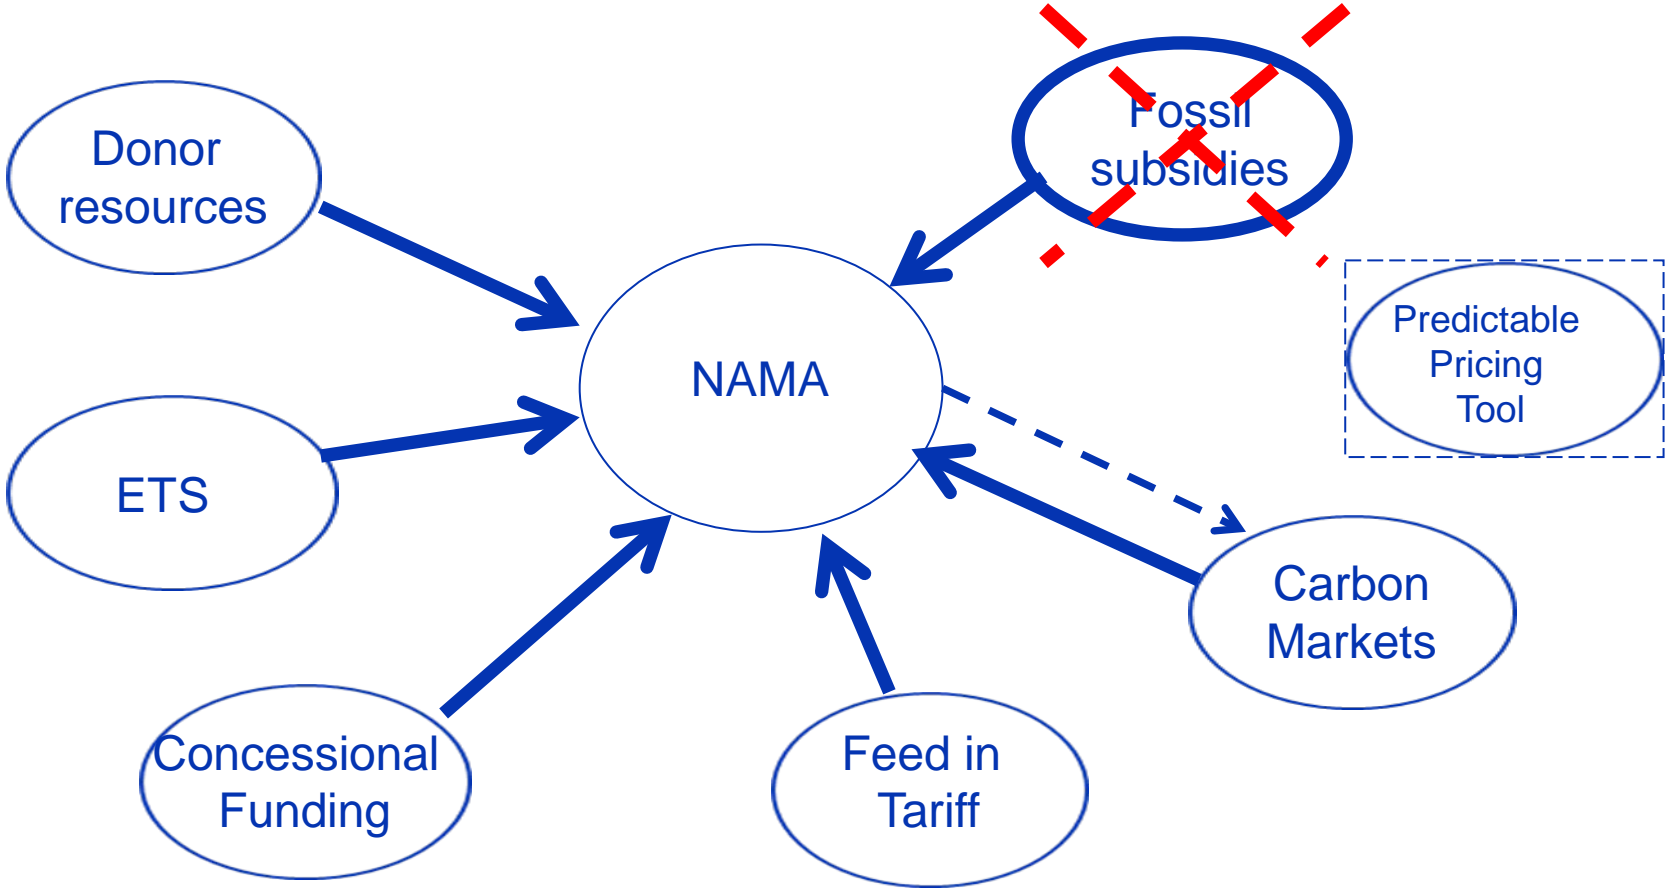 Fossil
subsidies
Donor
resources
Predictable
Pricing
Tool
NAMA
ETS
Carbon
Markets
Concessional
Funding
Feed in
Tariff